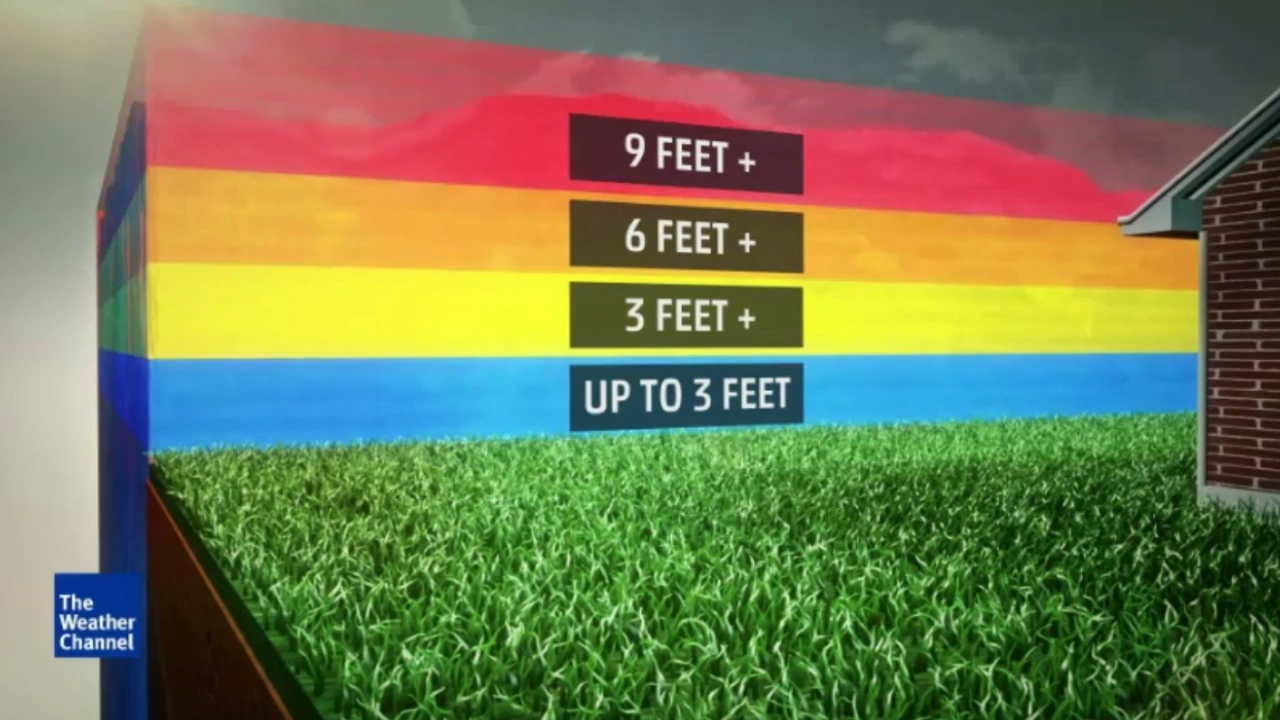 9 FEET +
6 FEET +
3 FEET +
UP TO 3 FEET
The
Weather
Channel